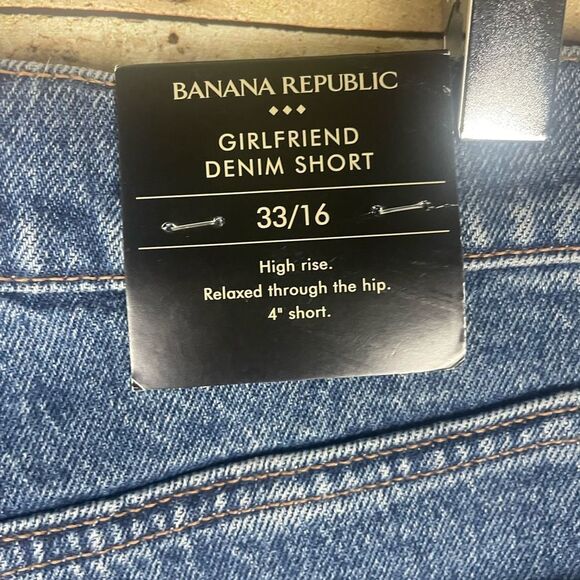 BANANA REPUBLIC
GIRLFRIEND
DENIM SHORT
33/16
High rise.
Relaxed through the hip.
4" short.